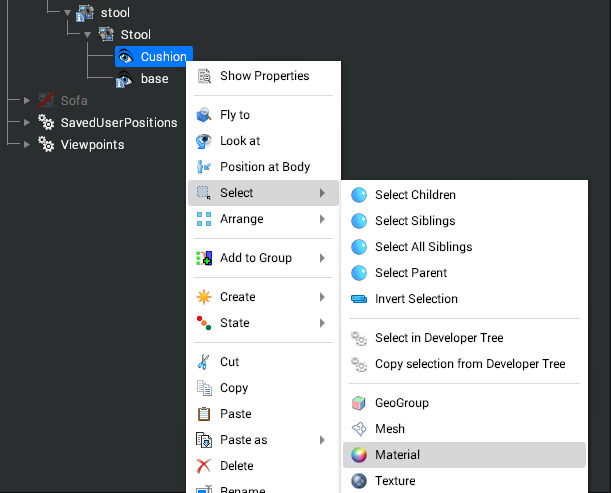 stool
Stool
Cushion
base
Sofa
SavedUserPositions
Viewpoints
Show Properties
Fly to
Look at
Position at Body
Select
Arrange
Add to Group
Create
State
Cut
Copy
Paste
Paste as
Delete
Rename
Select Children
Select Siblings
Select All Siblings
Select Parent
Invert Selection
Select in Developer Tree
Copy selection from Developer Tree
GeoGroup
Mesh
Material
Texture